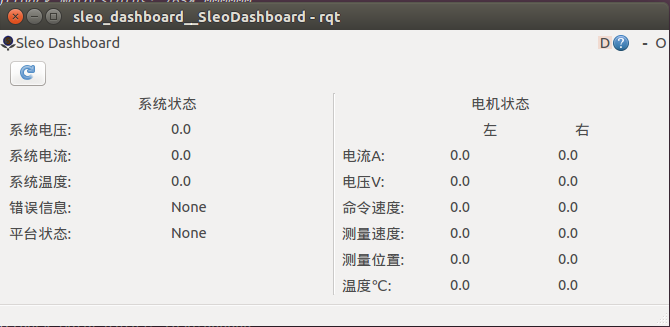 sleo_dashboard__SleoDashboard - rqt
Sleo Dashboard D ? - O
系统状态
系统电压: 0.0
系统电流: 0.0
系统温度: 0.0
错误信息: None
平台状态: None
电机状态
左 右
电流A: 0.0 0.0
电压V: 0.0 0.0
命令速度: 0.0 0.0
测量速度: 0.0 0.0
测量位置: 0.0 0.0
温度℃: 0.0 0.0